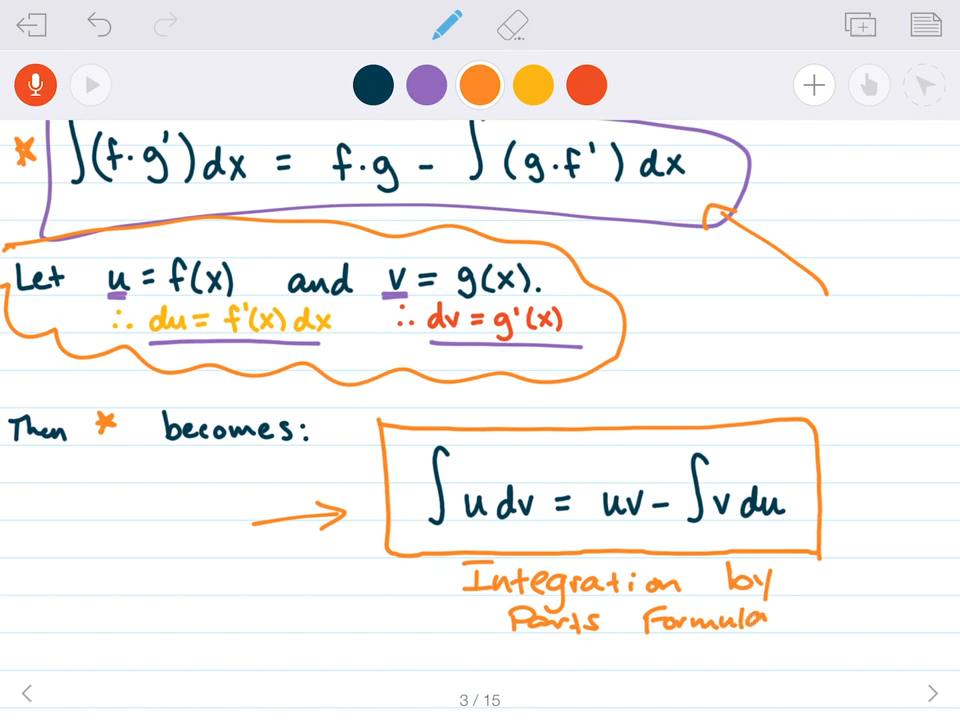 * ∫(f·g')dx = f·g - ∫(g·f')dx
Let u = f(x) and v = g(x).
∴ du = f'(x) dx ∴ dv = g'(x)
Then * becomes:
∫ u dv = uv - ∫ v du
Integration by
Parts Formula
3 / 15